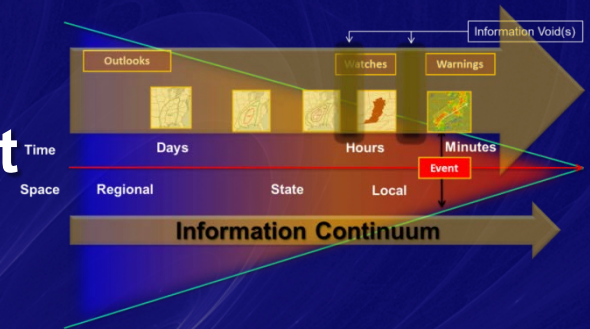 Information Void(s)
Outlooks
Watches
Warnings
t
Time
Days
Hours
Minutes
Event
Space
Regional
State
Local
Information Continuum